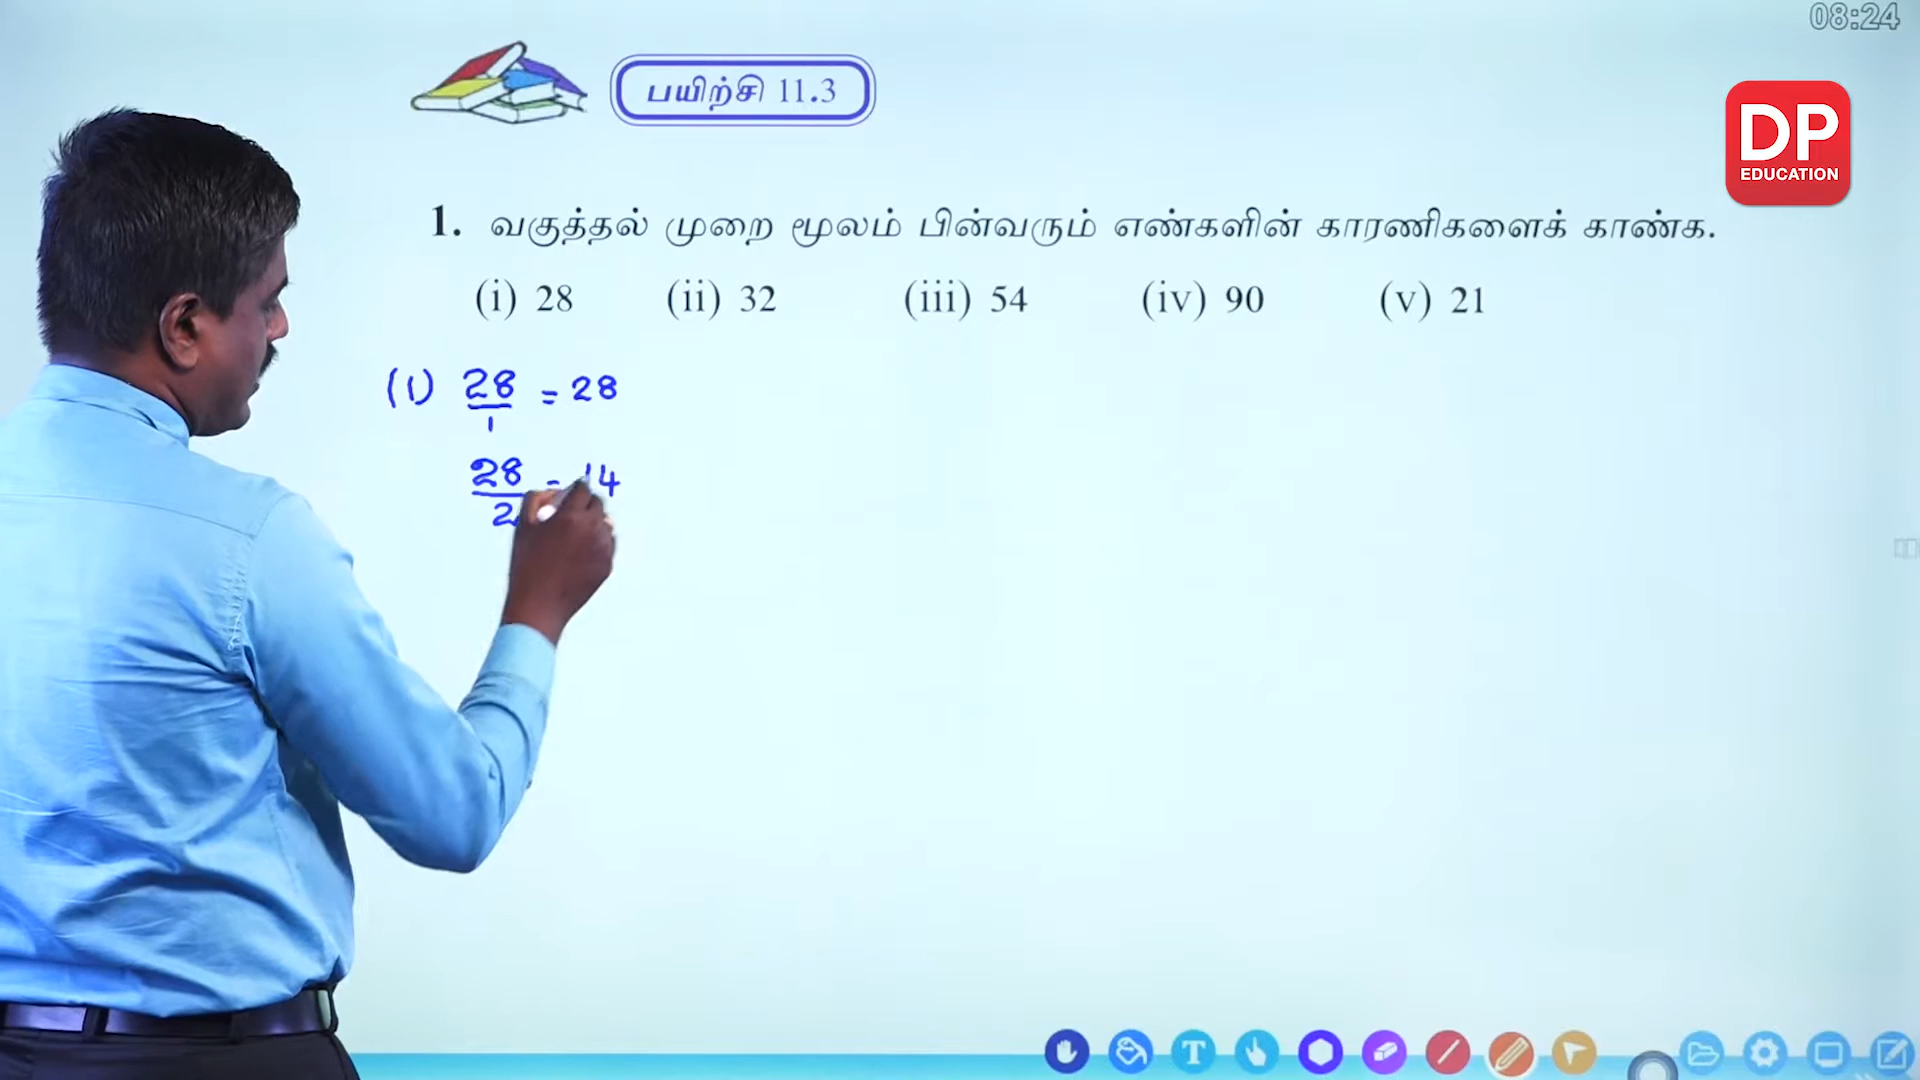 08:24
பயிற்சி 11.3
DP
EDUCATION
1. வகுத்தல் முறை மூலம் பின்வரும் எண்களின் காரணிகளைக் காண்க.
(i) 28 (ii) 32 (iii) 54 (iv) 90 (v) 21
(1) 28/1 = 28
28/2 = 14
T